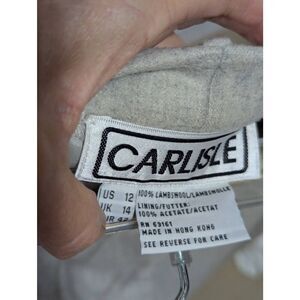 CARLISLE
US 12
UK 14
100% LAMBSWOOL/LAMBSWOLLE
LINING/FUTTER:
100% ACETATE/ACETAT
RN 69161
MADE IN HONG KONG
SEE REVERSE FOR CARE